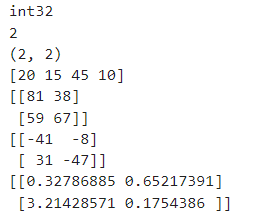 int32
2
(2, 2)
[20 15 45 10]
[[81 38]
 [59 67]]
[[-41  -8]
 [ 31 -47]]
[[0.32786885 0.65217391]
 [3.21428571 0.1754386 ]]